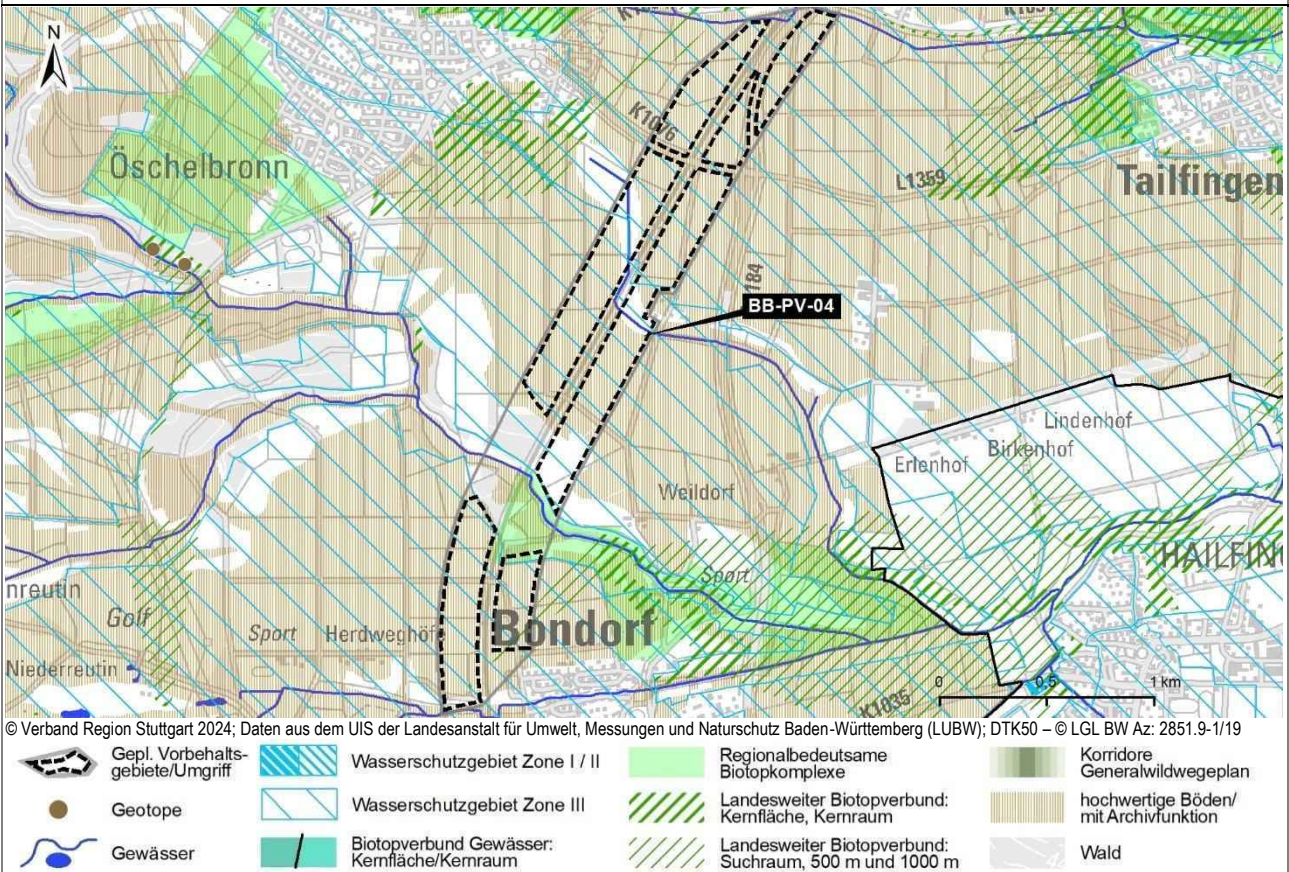 N
K1076
Öschelbronn
L1359
Tailfingen
184
BB-PV-04
Lindenhof
Birkenhof
Erlenhof
Weildorf
HAILFIN
nreutin
Golf
Sport
Sport
Herdweghöfe
Bondorf
Niederreutin
K1035
0 0,5 1 km
© Verband Region Stuttgart 2024; Daten aus dem UIS der Landesanstalt für Umwelt, Messungen und Naturschutz Baden-Württemberg (LUBW); DTK50 – © LGL BW Az: 2851.9-1/19
Gepl. Vorbehalts-
gebiete/Umgriff
Geotope
Gewässer
Wasserschutzgebiet Zone I / II
Wasserschutzgebiet Zone III
Biotopverbund Gewässer:
Kernfläche/Kernraum
Regionalbedeutsame
Biotopkomplexe
Landesweiter Biotopverbund:
Kernfläche, Kernraum
Landesweiter Biotopverbund:
Suchraum, 500 m und 1000 m
Korridore
Generalwildwegeplan
hochwertige Böden/
mit Archivfunktion
Wald